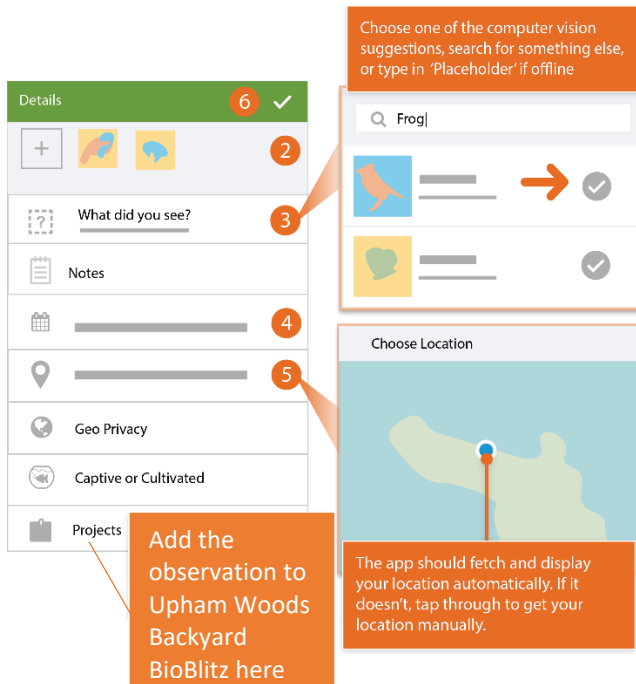 Choose one of the computer vision
suggestions, search for something else,
or type in 'Placeholder' if offline
Details
6
2
What did you see?
3
Notes
4
5
Geo Privacy
Captive or Cultivated
Projects
Frog
Choose Location
The app should fetch and display
your location automatically. If it
doesn't, tap through to get your
location manually.
Add the
observation to
Upham Woods
Backyard
BioBlitz here